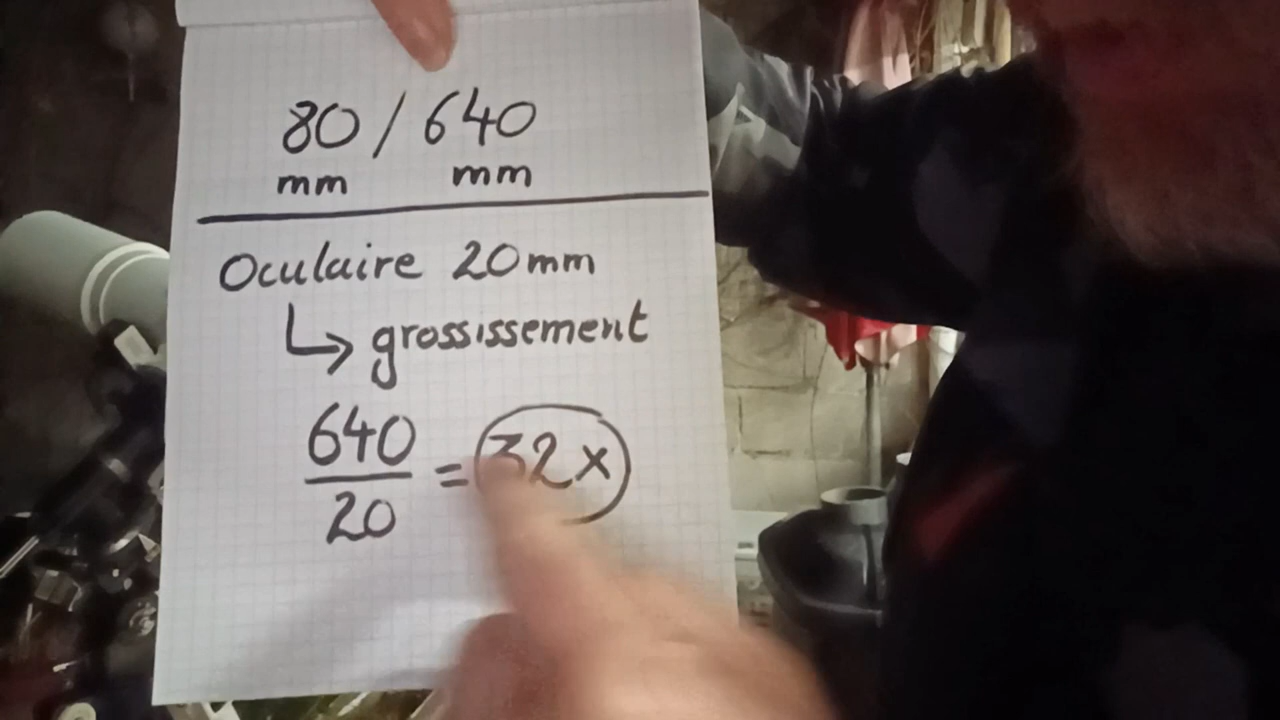 80 / 640
mm mm
Oculaire 20mm
↳ grossissement
640
20
= 32x